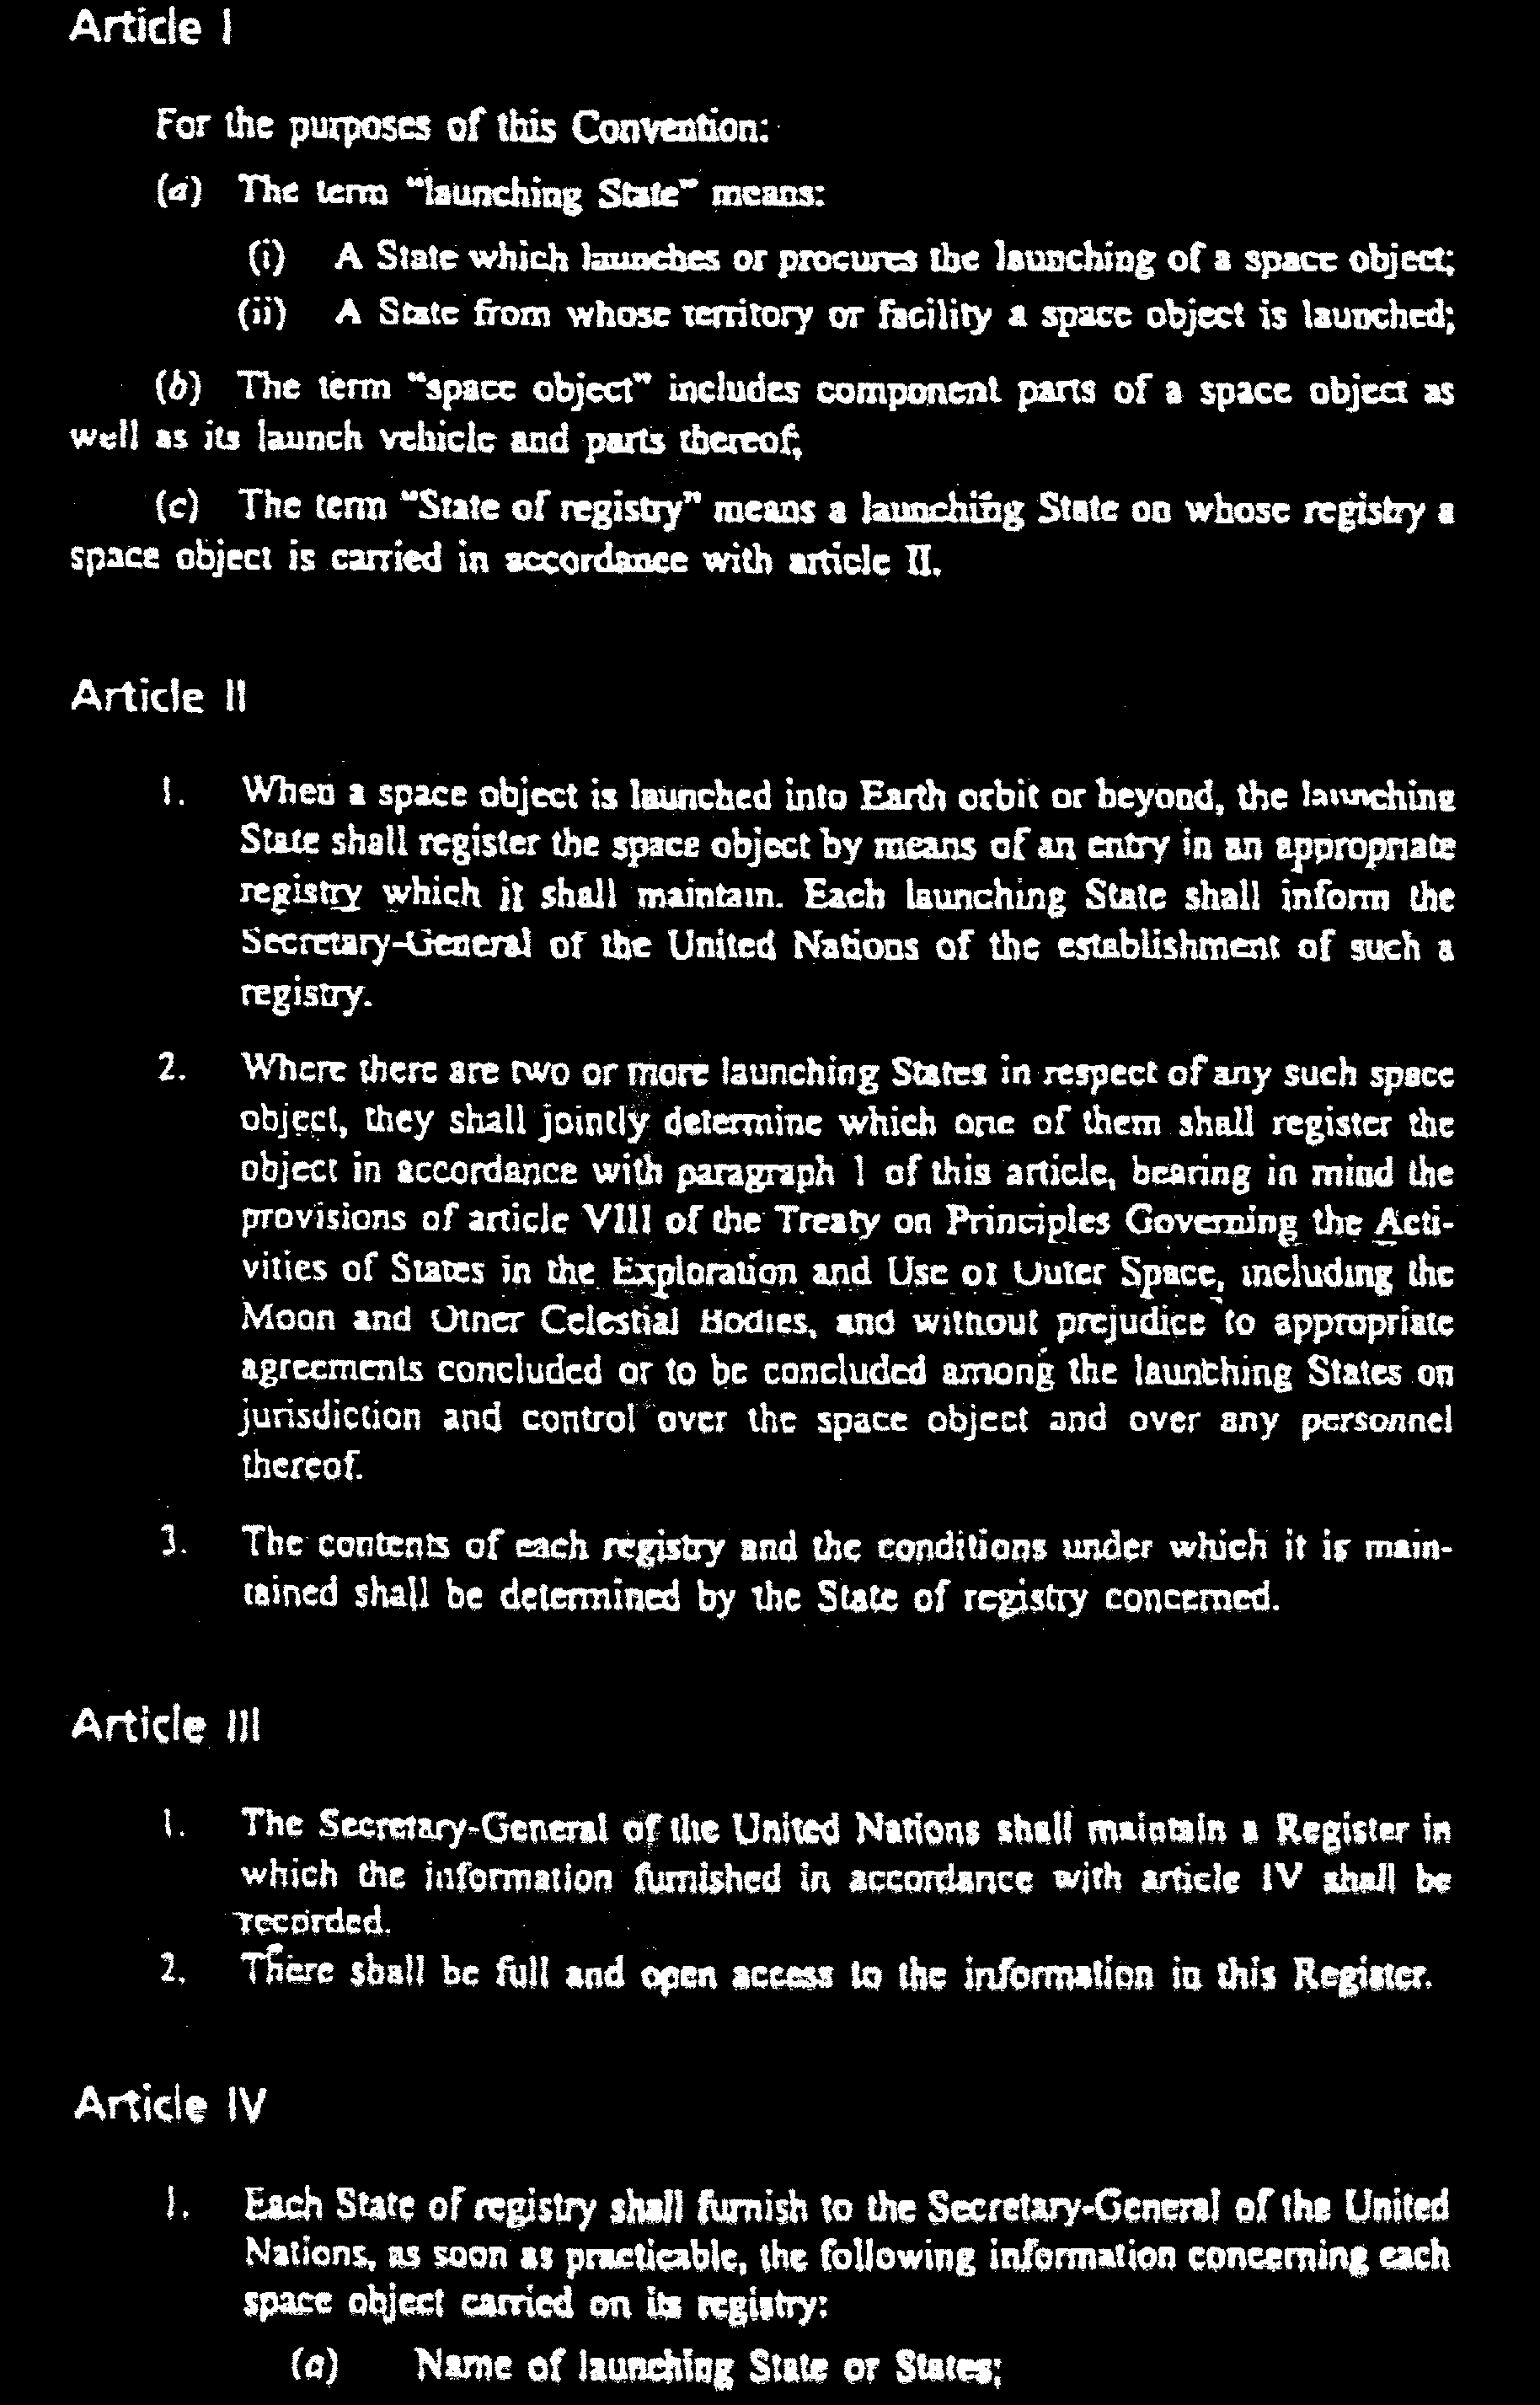 Article I
For the purposes of this Convention:
(a) The term "launching State" means:
(i) A State which launches or procures the launching of a space object;
(ii) A State from whose territory or facility a space object is launched;
(b) The term "space object" includes component parts of a space object as
well as its launch vehicle and parts thereof;
(c) The term "State of registry" means a launching State on whose registry a
space object is carried in accordance with article II.
Article II
1. When a space object is launched into Earth orbit or beyond, the launching
State shall register the space object by means of an entry in an appropriate
registry which it shall maintain. Each launching State shall inform the
Secretary-General of the United Nations of the establishment of such a
registry.
2. Where there are two or more launching States in respect of any such space
object, they shall jointly determine which one of them shall register the
object in accordance with paragraph 1 of this article, bearing in mind the
provisions of article VIII of the Treaty on Principles Governing the Acti-
vities of States in the Exploration and Use of Outer Space, including the
Moon and Other Celestial Bodies, and without prejudice to appropriate
agreements concluded or to be concluded among the launching States on
jurisdiction and control over the space object and over any personnel
thereof.
3. The contents of each registry and the conditions under which it is main-
tained shall be determined by the State of registry concerned.
Article III
1. The Secretary-General of the United Nations shall maintain a Register in
which the information furnished in accordance with article IV shall be
recorded.
2. There shall be full and open access to the information in this Register.
Article IV
1. Each State of registry shall furnish to the Secretary-General of the United
Nations, as soon as practicable, the following information concerning each
space object carried on its registry:
(a) Name of launching State or States;